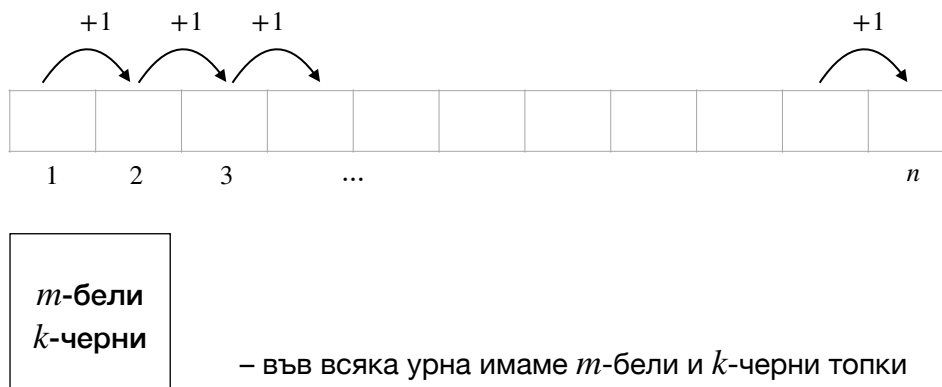 +1 +1 +1 +1
1 2 3 ... n
m-бели
k-черни
– във всяка урна имаме m-бели и k-черни топки